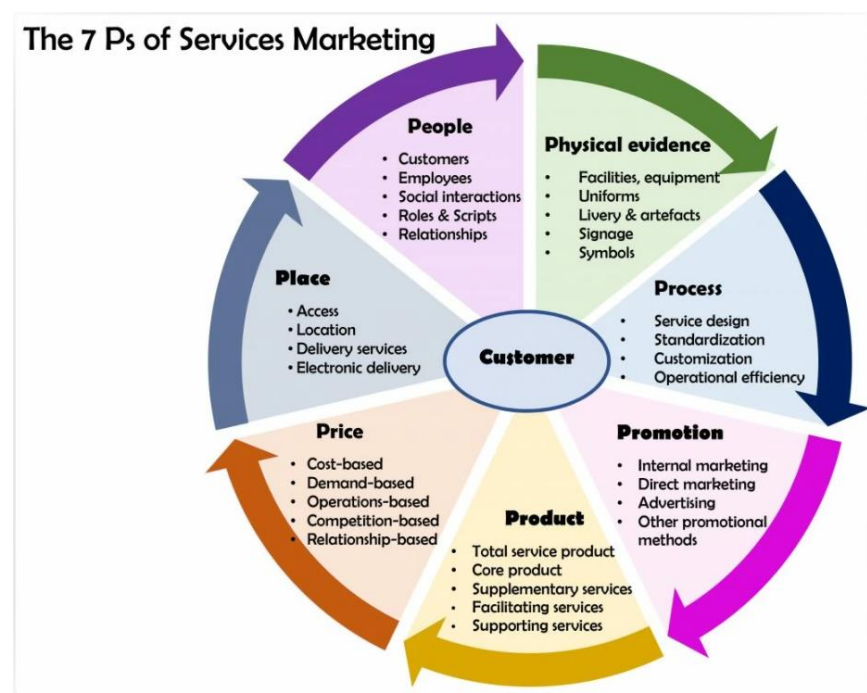 The 7 Ps of Services Marketing
People
• Customers
• Employees
• Social interactions
• Roles & Scripts
• Relationships
Physical evidence
• Facilities, equipment
• Uniforms
• Livery & artefacts
• Signage
• Symbols
Process
• Service design
• Standardization
• Customization
• Operational efficiency
Promotion
• Internal marketing
• Direct marketing
• Advertising
• Other promotional
methods
Product
• Total service product
• Core product
• Supplementary services
• Facilitating services
• Supporting services
Price
• Cost-based
• Demand-based
• Operations-based
• Competition-based
• Relationship-based
Place
• Access
• Location
• Delivery services
• Electronic delivery
Customer